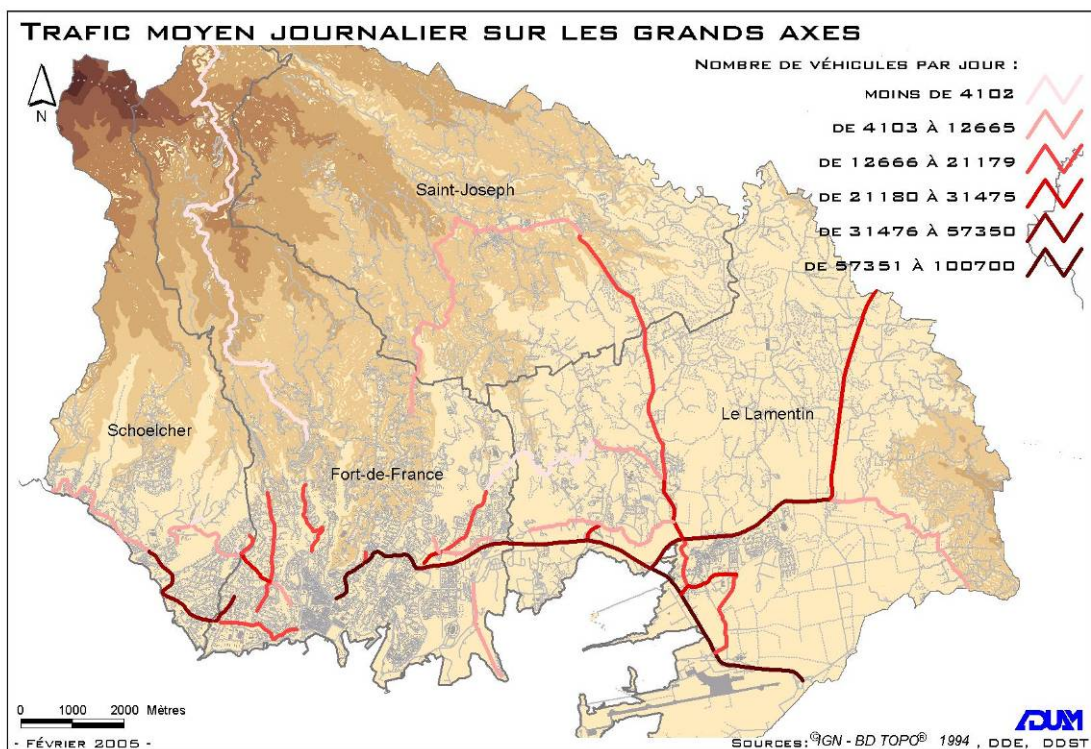 TRAFIC MOYEN JOURNALIER SUR LES GRANDS AXES
NOMBRE DE VÉHICULES PAR JOUR :
MOINS DE 4102
DE 4103 À 12665
DE 12666 À 21179
DE 21180 À 31475
DE 31476 À 57350
DE 57351 À 100700
N
Saint-Joseph
Le Lamentin
Schoelcher
Fort-de-France
0 1000 2000 Mètres
- FÉVRIER 2005 -
ADUAM
SOURCES: ©IGN - BD TOPO® 1994 , DDE, DDST